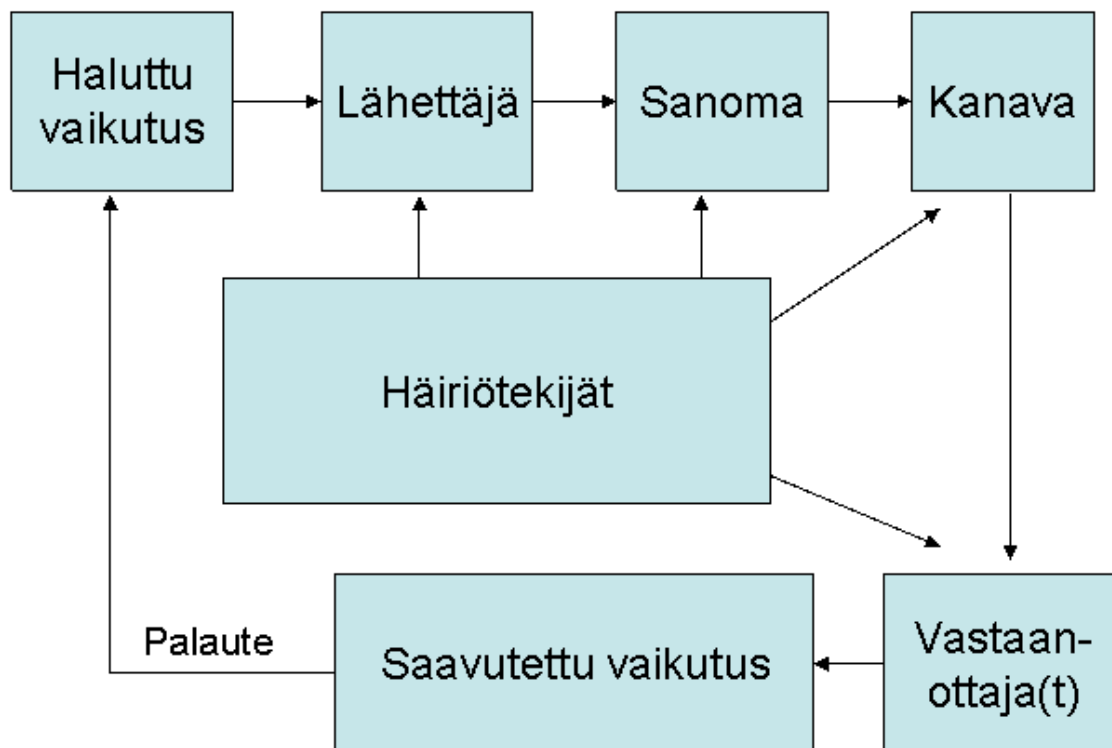 Haluttu
vaikutus
Lähettäjä
Sanoma
Kanava
Häiriötekijät
Palaute
Saavutettu vaikutus
Vastaan-
ottaja(t)